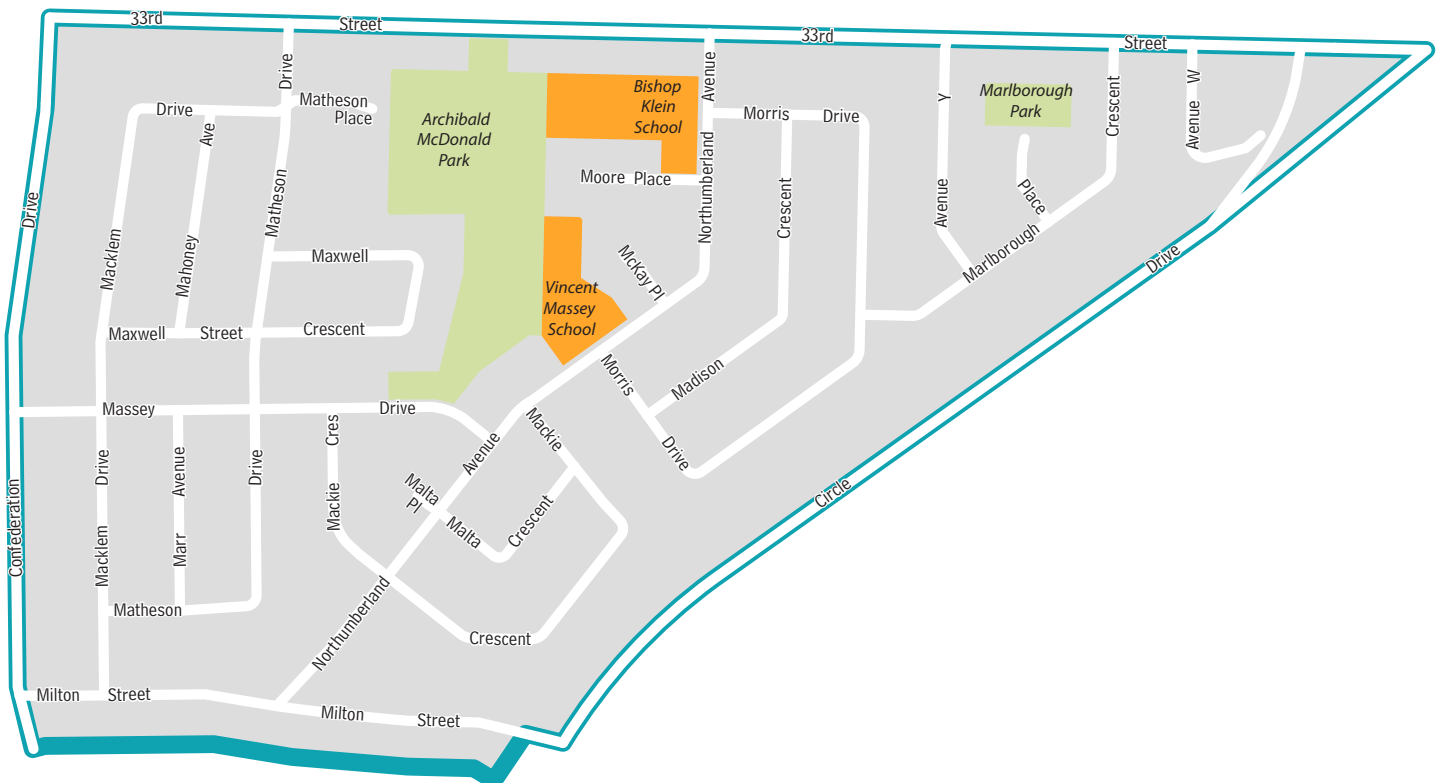 33rd
Street
33rd
Street
Drive
Matheson
Place
Drive
Ave
Archibald
McDonald
Park
Bishop
Klein
School
Avenue
Morris
Drive
Y
Marlborough
Park
Crescent
W
Avenue
Drive
Macklem
Mahoney
Matheson
Moore Place
Northumberland
Crescent
Avenue
Place
Marlborough
Drive
Maxwell
McKay Pl
Vincent
Massey
School
Maxwell
Street
Crescent
Morris
Madison
Massey
Drive
Cres
Avenue
Mackie
Drive
Drive
Avenue
Drive
Mackie
Malta
Pl
Malta
Crescent
Circle
Confederation
Macklem
Marr
Matheson
Northumberland
Crescent
Milton
Street
Milton
Street